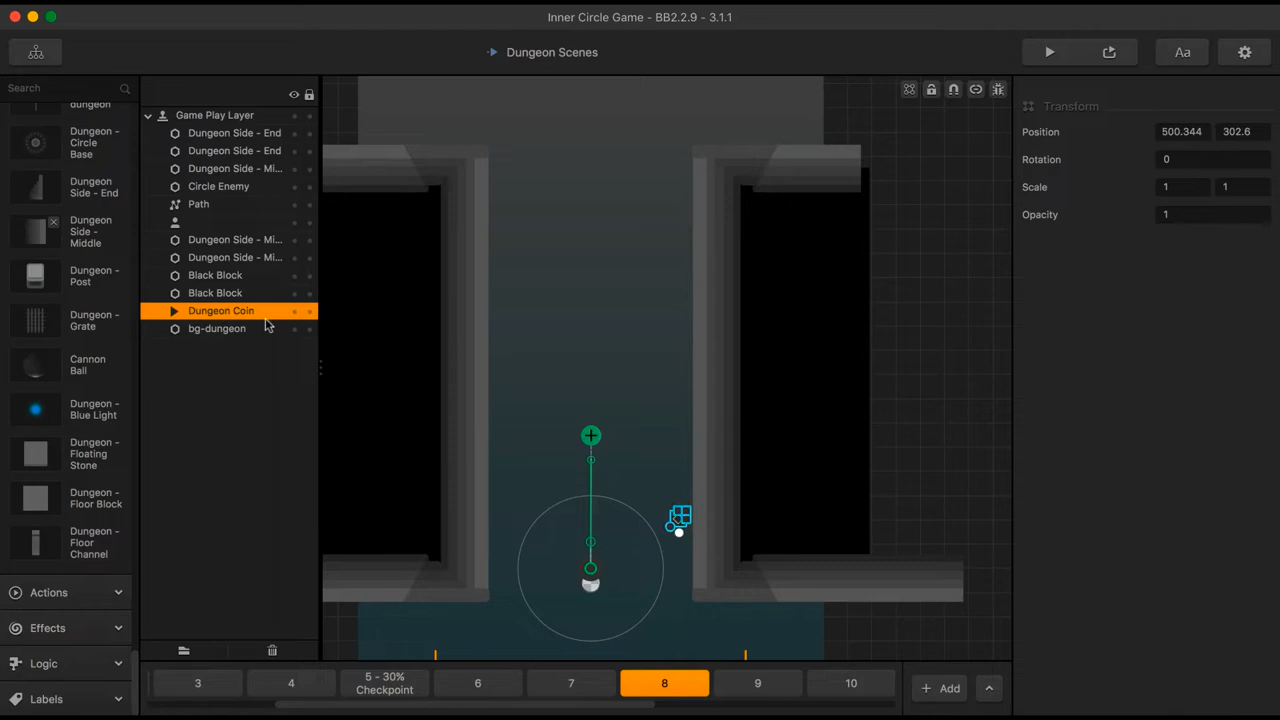 Inner Circle Game - BB2.2.9 - 3.1.1
Dungeon Scenes
Aa
Search
dungeon
Dungeon - Circle Base
Dungeon Side - End
Dungeon Side - Middle
Dungeon - Post
Dungeon - Grate
Cannon Ball
Dungeon - Blue Light
Dungeon - Floating Stone
Dungeon - Floor Block
Dungeon - Floor Channel
Actions
Effects
Logic
Labels
Game Play Layer
Dungeon Side - End
Dungeon Side - End
Dungeon Side - Mi...
Circle Enemy
Path
Dungeon Side - Mi...
Dungeon Side - Mi...
Black Block
Black Block
Dungeon Coin
bg-dungeon
Transform
Position 500.344 302.6
Rotation 0
Scale 1 1
Opacity 1
3
4
5 - 30% Checkpoint
6
7
8
9
10
Add